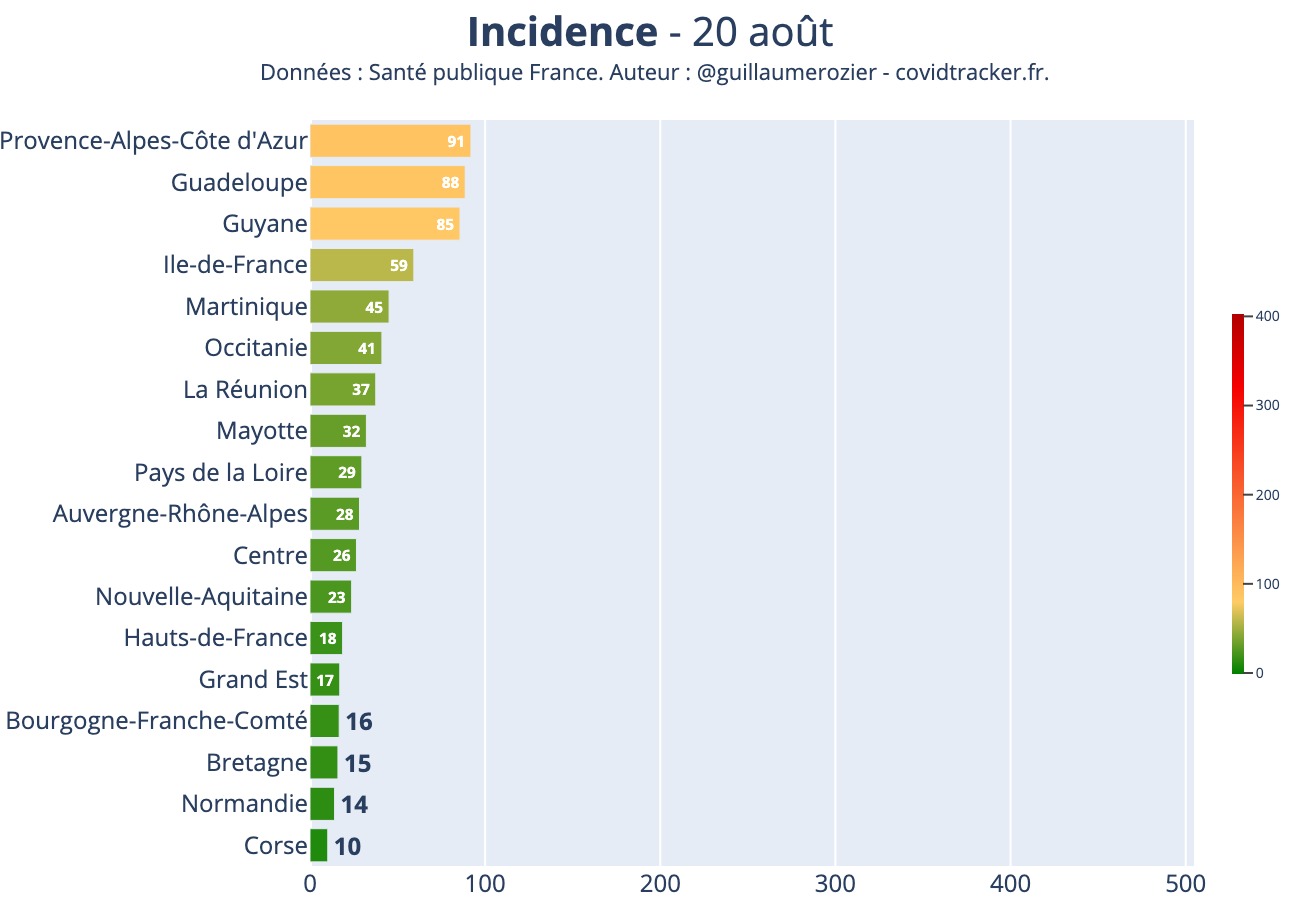 Incidence - 20 août
Données : Santé publique France. Auteur : @guillaumerozier - covidtracker.fr.
Provence-Alpes-Côte d'Azur 91
Guadeloupe 88
Guyane 85
Ile-de-France 59
Martinique 45
Occitanie 41
La Réunion 37
Mayotte 32
Pays de la Loire 29
Auvergne-Rhône-Alpes 28
Centre 26
Nouvelle-Aquitaine 23
Hauts-de-France 18
Grand Est 17
Bourgogne-Franche-Comté 16
Bretagne 15
Normandie 14
Corse 10
0 100 200 300 400 500
400
300
200
100
0